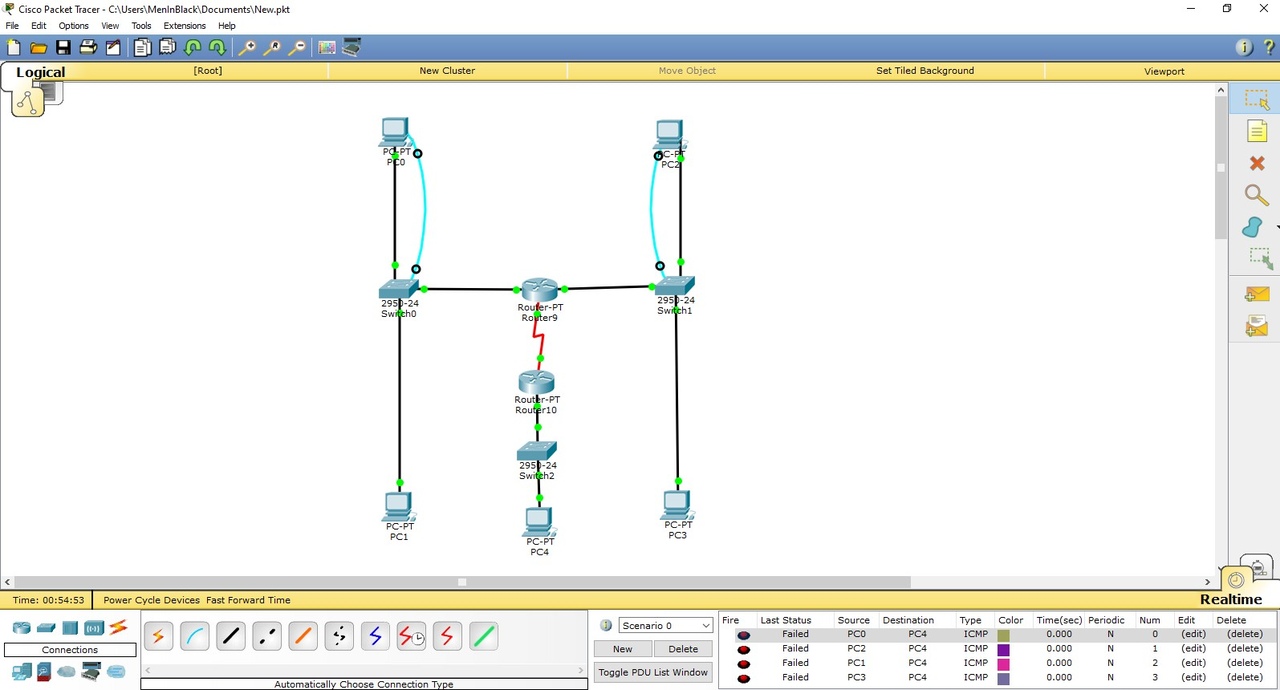 Cisco Packet Tracer - C:\Users\MenInBlack\Documents\New.pkt
File Edit Options View Tools Extensions Help
Logical [Root] New Cluster Move Object Set Tiled Background Viewport
PC-PT
PC0
PC-PT
PC2
2950-24
Switch0
Router-PT
Router9
2950-24
Switch1
Router-PT
Router10
2950-24
Switch2
PC-PT
PC1
PC-PT
PC4
PC-PT
PC3
Time: 00:54:53 Power Cycle Devices Fast Forward Time
Realtime
Connections
Automatically Choose Connection Type
Scenario 0
New Delete
Toggle PDU List Window
Fire Last Status Source Destination Type Color Time(sec) Periodic Num Edit Delete
Failed PC0 PC4 ICMP 0.000 N 0 (edit) (delete)
Failed PC2 PC4 ICMP 0.000 N 1 (edit) (delete)
Failed PC1 PC4 ICMP 0.000 N 2 (edit) (delete)
Failed PC3 PC4 ICMP 0.000 N 3 (edit) (delete)